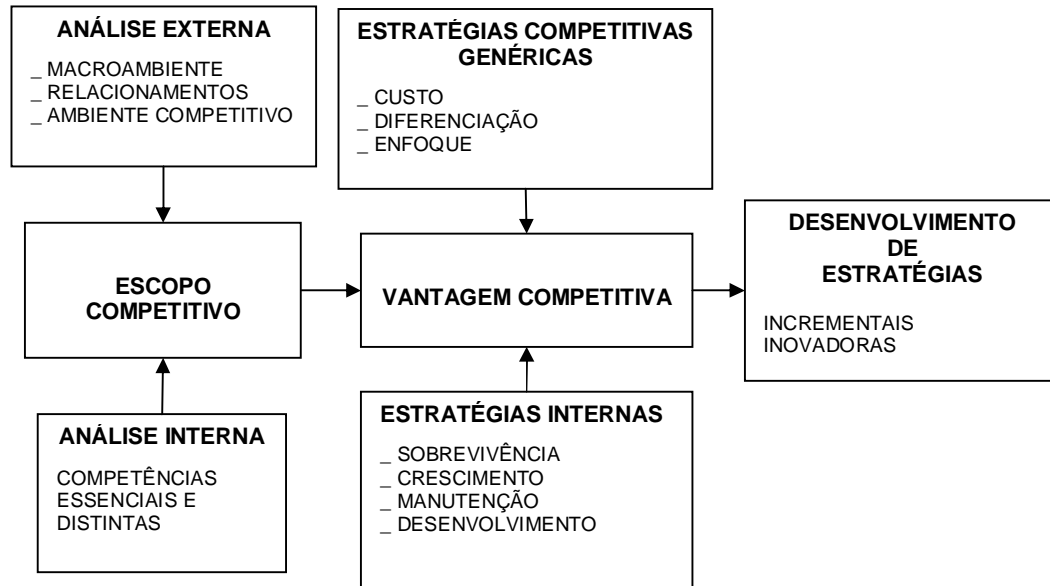 ANÁLISE EXTERNA
_ MACROAMBIENTE
_ RELACIONAMENTOS
_ AMBIENTE COMPETITIVO
ESTRATÉGIAS COMPETITIVAS
GENÉRICAS
_ CUSTO
_ DIFERENCIAÇÃO
_ ENFOQUE
ESCOPO
COMPETITIVO
VANTAGEM COMPETITIVA
DESENVOLVIMENTO
DE
ESTRATÉGIAS
INCREMENTAIS
INOVADORAS
ANÁLISE INTERNA
COMPETÊNCIAS
ESSENCIAIS E
DISTINTAS
ESTRATÉGIAS INTERNAS
_ SOBREVIVÊNCIA
_ CRESCIMENTO
_ MANUTENÇÃO
_ DESENVOLVIMENTO